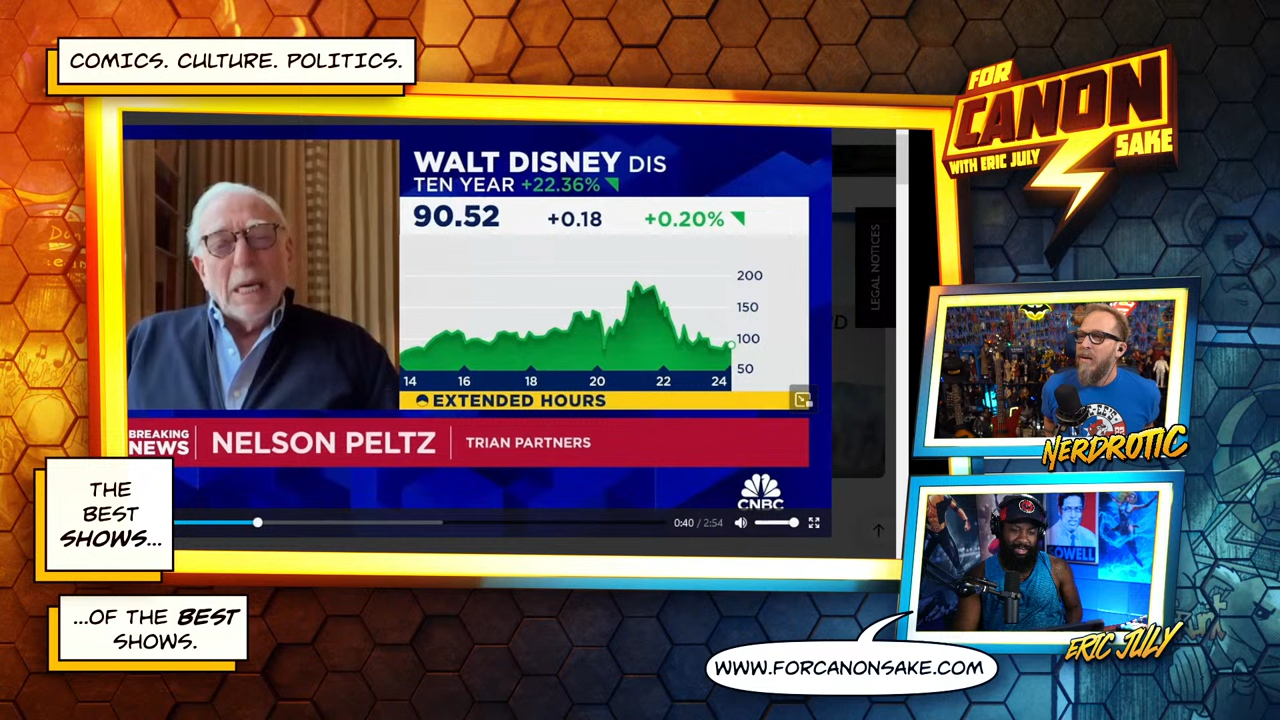 COMICS. CULTURE. POLITICS.
FOR
CANON
SAKE
WITH ERIC JULY
WALT DISNEY DIS
TEN YEAR +22.36%
90.52 +0.18 +0.20%
200
150
100
50
14 16 18 20 22 24
EXTENDED HOURS
BREAKING
NEWS
NELSON PELTZ
TRIAN PARTNERS
CNBC
0:40 / 2:54
LEGAL NOTICES
NERDROTIC
OWELL
ERIC JULY
THE
BEST
SHOWS...
...OF THE BEST
SHOWS.
WWW.FORCANONSAKE.COM